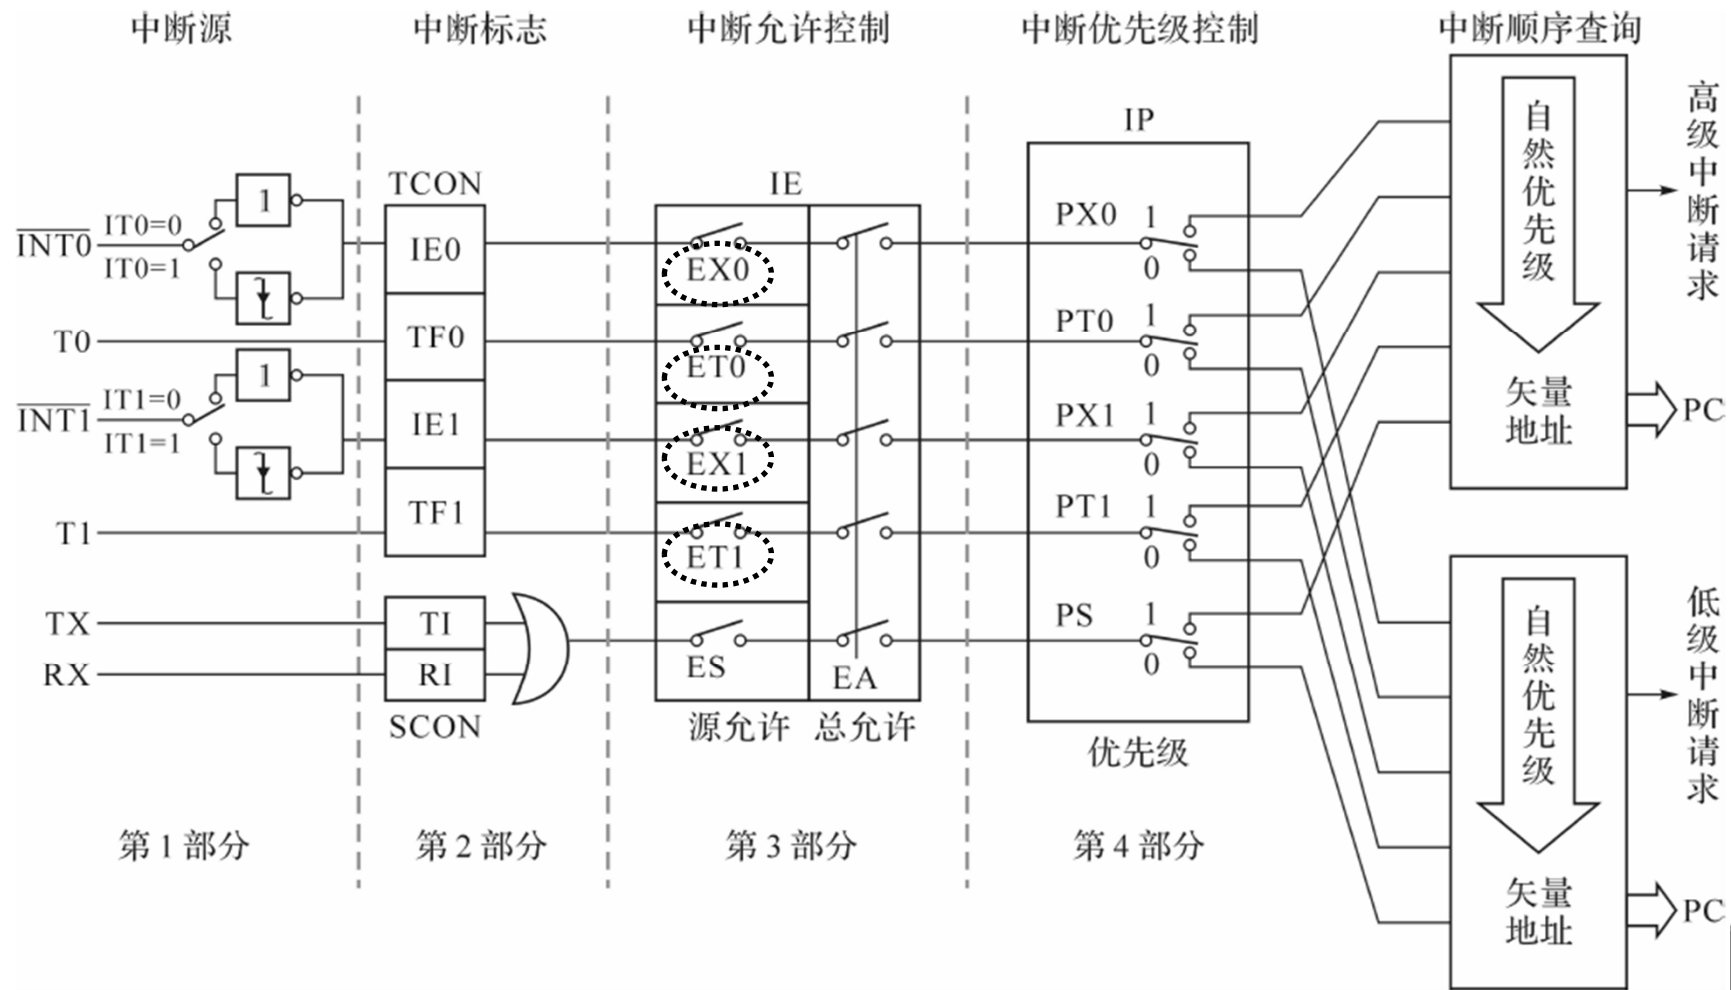 中断源
中断标志
中断允许控制
中断优先级控制
中断顺序查询
INT0
IT0=0
IT0=1
1
T0
INT1
IT1=0
IT1=1
1
T1
TX
RX
TCON
IE0
TF0
IE1
TF1
TI
RI
SCON
IE
EX0
ET0
EX1
ET1
ES
EA
源允许
总允许
IP
PX0
1
0
PT0
1
0
PX1
1
0
PT1
1
0
PS
1
0
优先级
自然优先级
矢量
地址
高级中断请求
PC
自然优先级
矢量
地址
低级中断请求
PC
第1部分
第2部分
第3部分
第4部分